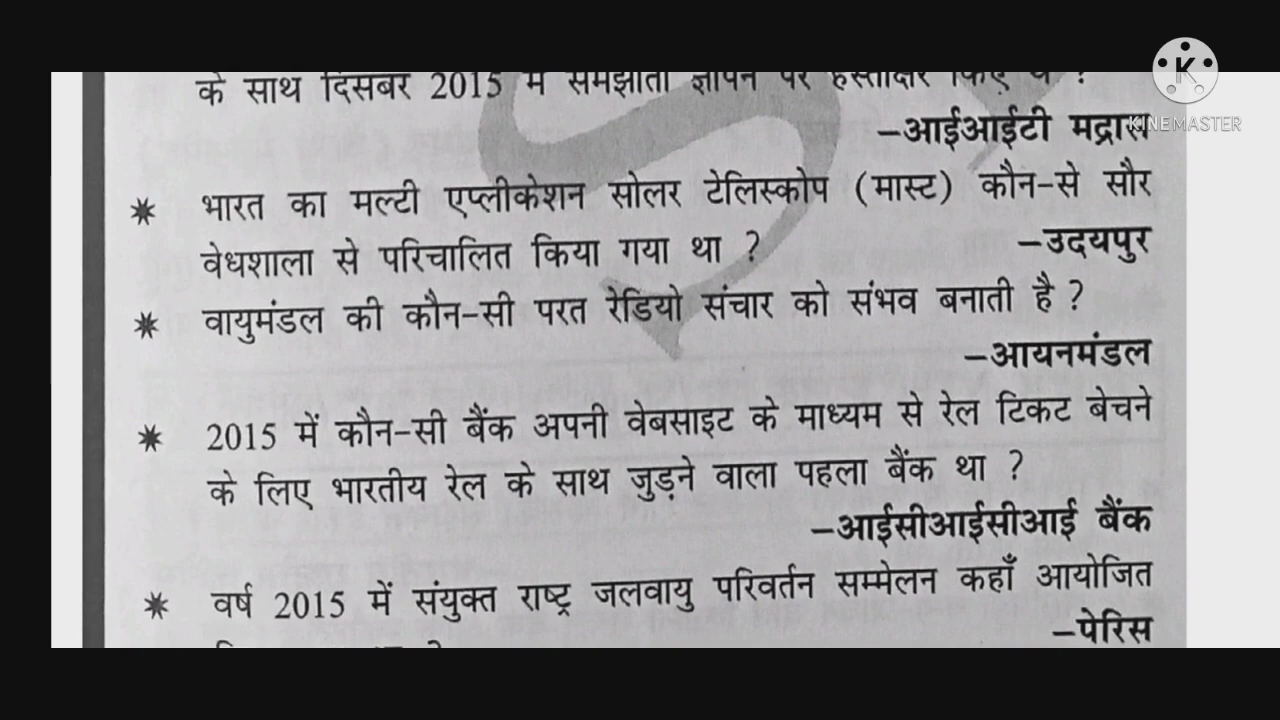 के साथ दिसंबर 2015 में समझौता ज्ञापन पर हस्ताक्षर किए थे ?
–आईआईटी मद्रास
KINEMASTER
✷ भारत का मल्टी एप्लीकेशन सोलर टेलिस्कोप (मास्ट) कौन-से सौर
वेधशाला से परिचालित किया गया था ? –उदयपुर
✷ वायुमंडल की कौन-सी परत रेडियो संचार को संभव बनाती है ?
–आयनमंडल
✷ 2015 में कौन-सी बैंक अपनी वेबसाइट के माध्यम से रेल टिकट बेचने
के लिए भारतीय रेल के साथ जुड़ने वाला पहला बैंक था ?
–आईसीआईसीआई बैंक
✷ वर्ष 2015 में संयुक्त राष्ट्र जलवायु परिवर्तन सम्मेलन कहाँ आयोजित
–पेरिस